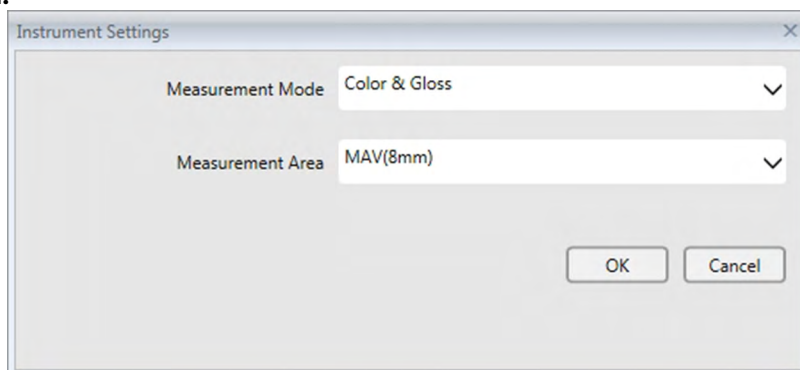 Instrument Settings
Measurement Mode Color & Gloss
Measurement Area MAV(8mm)
OK Cancel